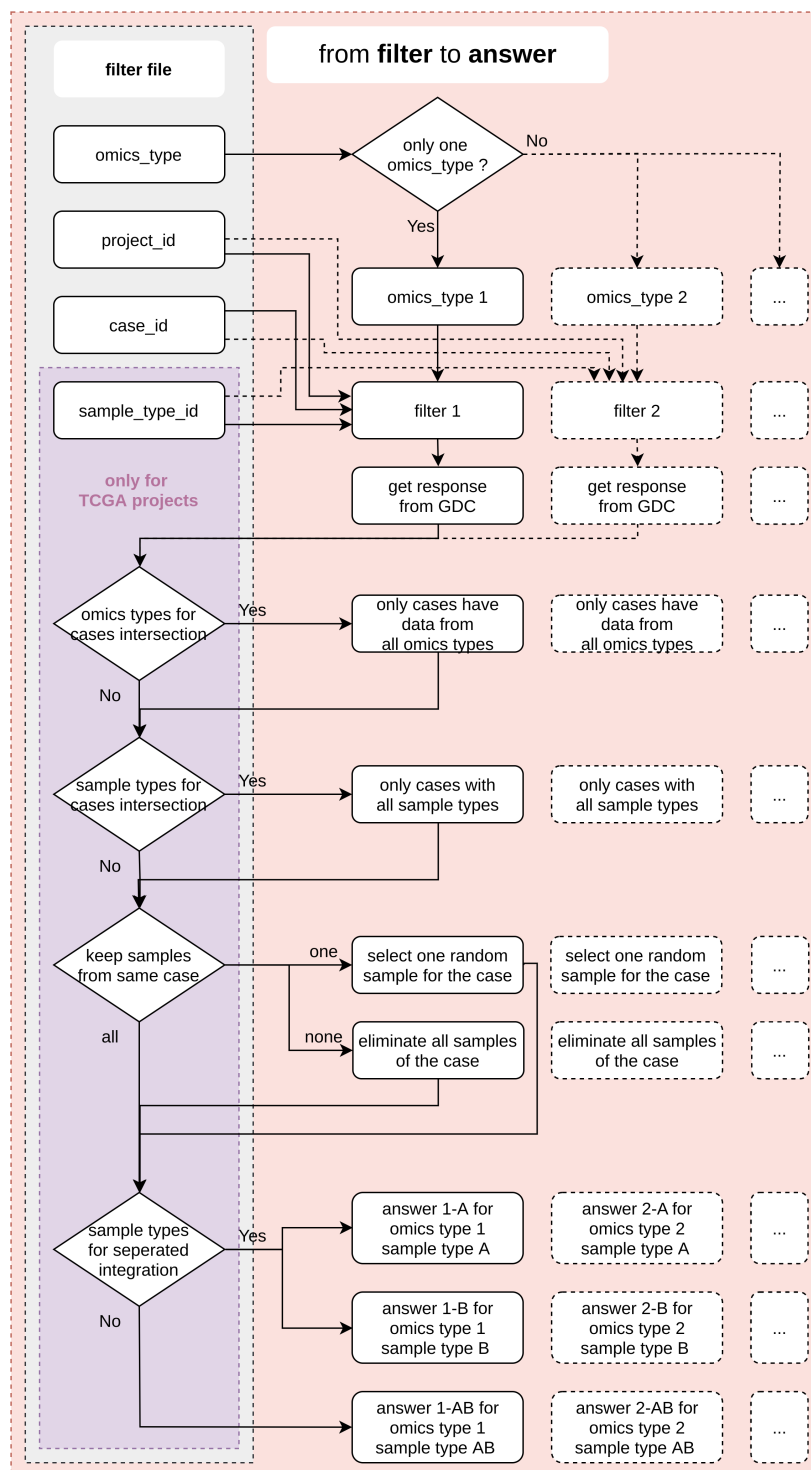 filter file
from filter to answer
omics_type
only one
omics_type ?
No
Yes
project_id
omics_type 1
omics_type 2
...
case_id
sample_type_id
filter 1
filter 2
...
only for
TCGA projects
get response
from GDC
get response
from GDC
...
omics types for
cases intersection
Yes
only cases have
data from
all omics types
only cases have
data from
all omics types
...
No
sample types for
cases intersection
Yes
only cases with
all sample types
only cases with
all sample types
...
No
keep samples
from same case
one
select one random
sample for the case
select one random
sample for the case
...
all
none
eliminate all samples
of the case
eliminate all samples
of the case
...
sample types
for seperated
integration
Yes
answer 1-A for
omics type 1
sample type A
answer 2-A for
omics type 2
sample type A
...
No
answer 1-B for
omics type 1
sample type B
answer 2-B for
omics type 2
sample type B
...
answer 1-AB for
omics type 1
sample type AB
answer 2-AB for
omics type 2
sample type AB
...